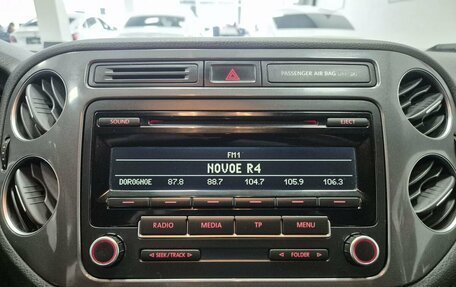 PASSENGER AIR BAG
SOUND
EJECT
FM1
NOVOE R4
DOROGNOE 87.8 88.7 104.7 105.9 106.3
RADIO MEDIA TP MENU
SEEK/TRACK FOLDER